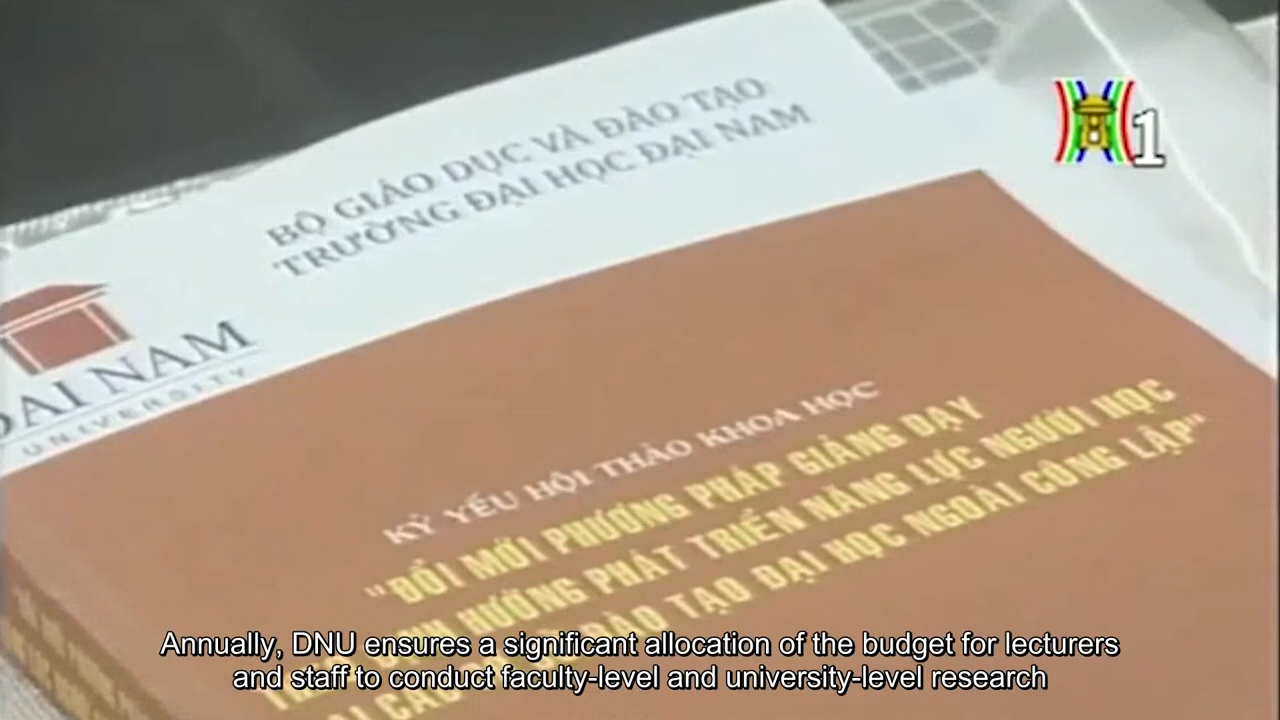 BỘ GIÁO DỤC VÀ ĐÀO TẠO
TRƯỜNG ĐẠI HỌC ĐẠI NAM
1
ĐẠI NAM
UNIVERSITY
KỶ YẾU HỘI THẢO KHOA HỌC
"ĐỔI MỚI PHƯƠNG PHÁP GIẢNG DẠY
HƯỚNG PHÁT TRIỂN NĂNG LỰC NGƯỜI HỌC
ĐÀO TẠO ĐẠI HỌC NGOÀI CÔNG LẬP"
Annually, DNU ensures a significant allocation of the budget for lecturers
and staff to conduct faculty-level and university-level research